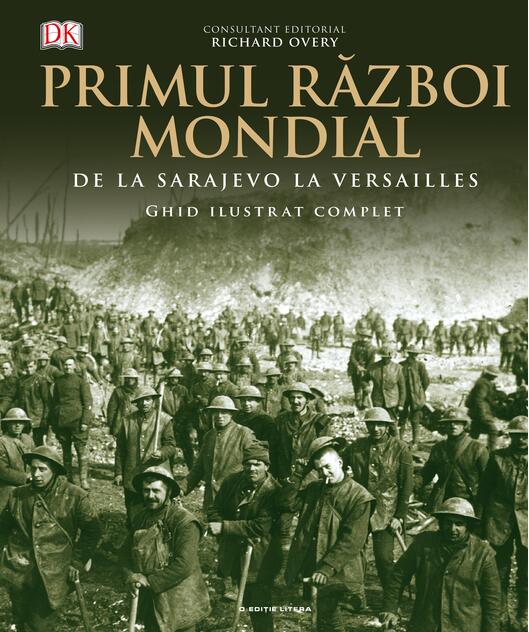 DK
CONSULTANT EDITORIAL
RICHARD OVERY
PRIMUL RĂZBOI
MONDIAL
DE LA SARAJEVO LA VERSAILLES
GHID ILUSTRAT COMPLET
O EDIȚIE LITERA